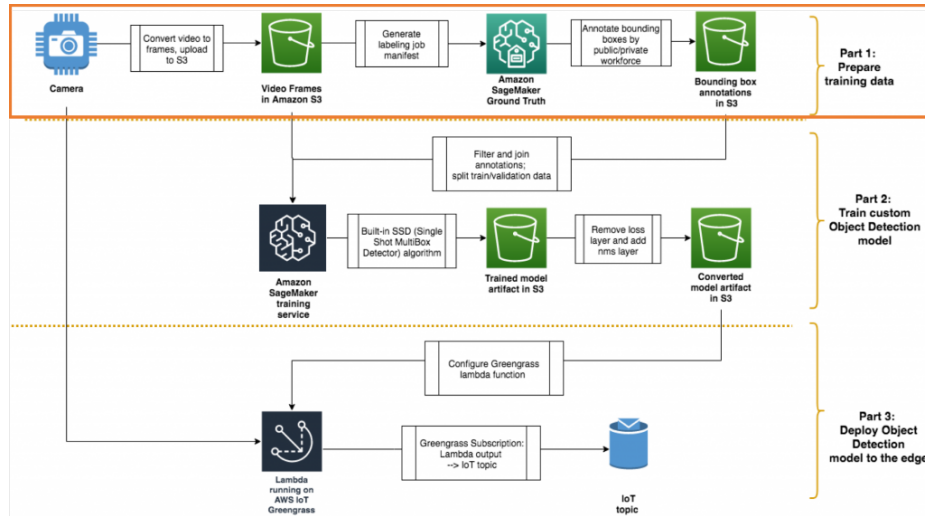 Convert video to
frames, upload
to S3
Generate
labeling job
manifest
Annotate bounding
boxes by
public/private
workforce
Camera
Video Frames
in Amazon S3
Amazon
SageMaker
Ground Truth
Bounding box
annotations
in S3
Part 1:
Prepare
training data
Filter and join
annotations;
split train/validation data
Built-in SSD (Single
Shot MultiBox
Detector) algorithm
Remove loss
layer and add
nms layer
Amazon
SageMaker
training
service
Trained model
artifact in S3
Converted
model artifact
in S3
Part 2:
Train custom
Object Detection
model
Configure Greengrass
lambda function
Greengrass Subscription:
Lambda output
--> IoT topic
Lambda
running on
AWS IoT
Greengrass
IoT
topic
Part 3:
Deploy Object
Detection
model to the edge